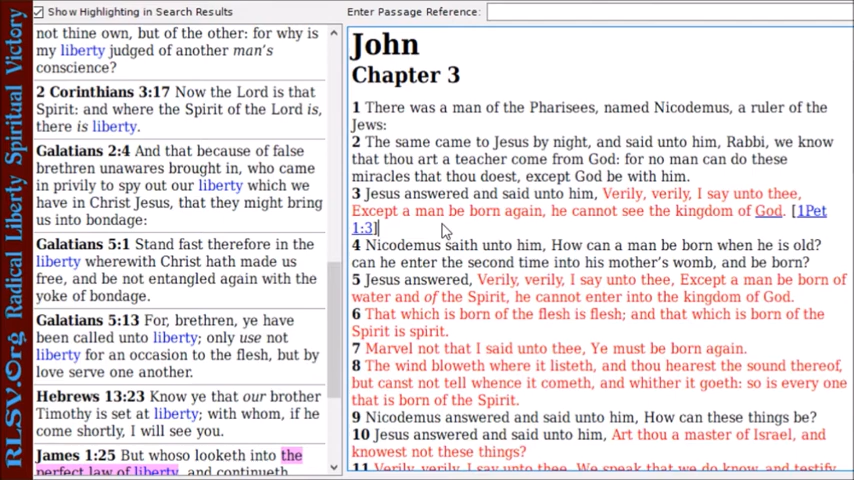 RLSV.Org Radical Liberty Spiritual Victory
Show Highlighting in Search Results
not thine own, but of the other: for why is
my liberty judged of another man's
conscience?
2 Corinthians 3:17 Now the Lord is that
Spirit: and where the Spirit of the Lord is,
there is liberty.
Galatians 2:4 And that because of false
brethren unawares brought in, who came
in privily to spy out our liberty which we
have in Christ Jesus, that they might bring
us into bondage:
Galatians 5:1 Stand fast therefore in the
liberty wherewith Christ hath made us
free, and be not entangled again with the
yoke of bondage.
Galatians 5:13 For, brethren, ye have
been called unto liberty; only use not
liberty for an occasion to the flesh, but by
love serve one another.
Hebrews 13:23 Know ye that our brother
Timothy is set at liberty; with whom, if he
come shortly, I will see you.
James 1:25 But whoso looketh into the
perfect law of liberty, and continueth
Enter Passage Reference:
John
Chapter 3
1 There was a man of the Pharisees, named Nicodemus, a ruler of the
Jews:
2 The same came to Jesus by night, and said unto him, Rabbi, we know
that thou art a teacher come from God: for no man can do these
miracles that thou doest, except God be with him.
3 Jesus answered and said unto him, Verily, verily, I say unto thee,
Except a man be born again, he cannot see the kingdom of God. [1Pet
1:3]
4 Nicodemus saith unto him, How can a man be born when he is old?
can he enter the second time into his mother's womb, and be born?
5 Jesus answered, Verily, verily, I say unto thee, Except a man be born of
water and of the Spirit, he cannot enter into the kingdom of God.
6 That which is born of the flesh is flesh; and that which is born of the
Spirit is spirit.
7 Marvel not that I said unto thee, Ye must be born again.
8 The wind bloweth where it listeth, and thou hearest the sound thereof,
but canst not tell whence it cometh, and whither it goeth: so is every one
that is born of the Spirit.
9 Nicodemus answered and said unto him, How can these things be?
10 Jesus answered and said unto him, Art thou a master of Israel, and
knowest not these things?
11 Verily, verily, I say unto thee, We speak that we do know, and testify